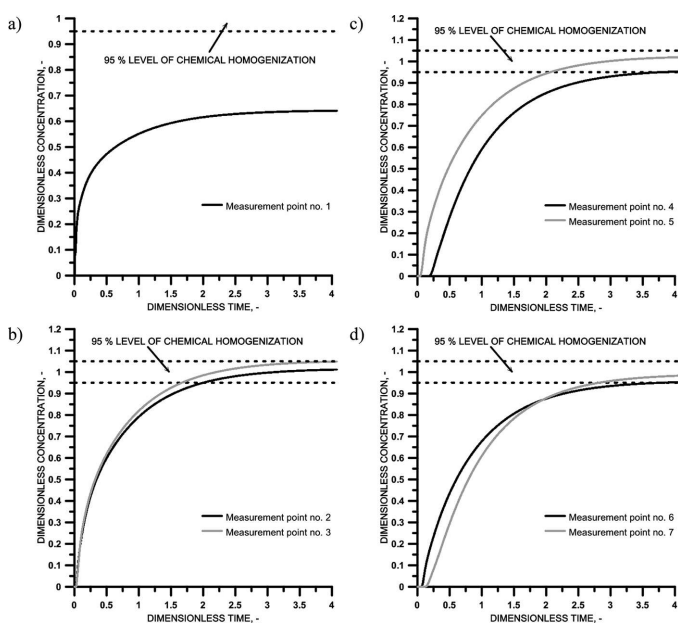 a)
DIMENSIONLESS CONCENTRATION, -
1
0.9
0.8
0.7
0.6
0.5
0.4
0.3
0.2
0.1
0
95 % LEVEL OF CHEMICAL HOMOGENIZATION
Measurement point no. 1
0 0.5 1 1.5 2 2.5 3 3.5 4
DIMENSIONLESS TIME, -
c)
DIMENSIONLESS CONCENTRATION, -
1.2
1.1
1
0.9
0.8
0.7
0.6
0.5
0.4
0.3
0.2
0.1
0
95 % LEVEL OF CHEMICAL HOMOGENIZATION
Measurement point no. 4
Measurement point no. 5
0 0.5 1 1.5 2 2.5 3 3.5 4
DIMENSIONLESS TIME, -
b)
DIMENSIONLESS CONCENTRATION, -
1.2
1.1
1
0.9
0.8
0.7
0.6
0.5
0.4
0.3
0.2
0.1
0
95 % LEVEL OF CHEMICAL HOMOGENIZATION
Measurement point no. 2
Measurement point no. 3
0 0.5 1 1.5 2 2.5 3 3.5 4
DIMENSIONLESS TIME, -
d)
DIMENSIONLESS CONCENTRATION, -
1.2
1.1
1
0.9
0.8
0.7
0.6
0.5
0.4
0.3
0.2
0.1
0
95 % LEVEL OF CHEMICAL HOMOGENIZATION
Measurement point no. 6
Measurement point no. 7
0 0.5 1 1.5 2 2.5 3 3.5 4
DIMENSIONLESS TIME, -